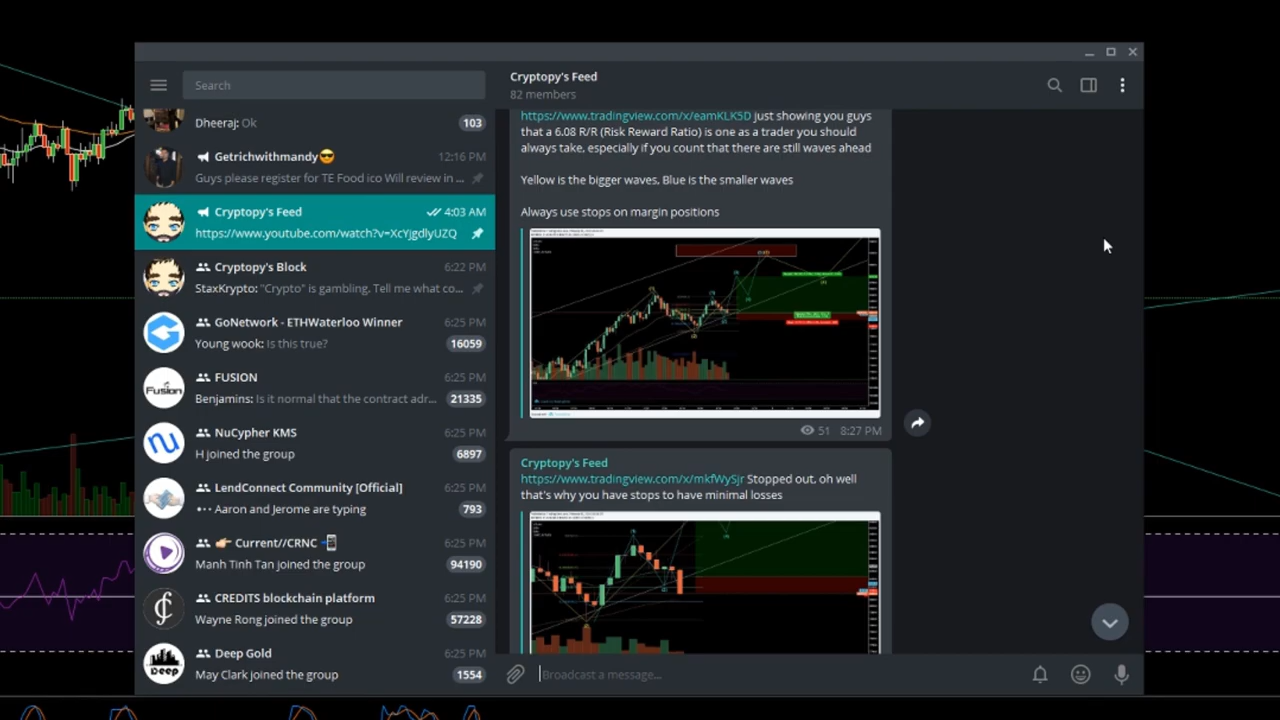 Search
Cryptopy's Feed
82 members
Dheeraj: Ok
103
Getrichwithmandy😎
12:16 PM
Guys please register for TE Food ico Will review in ...
Cryptopy's Feed
4:03 AM
https://www.youtube.com/watch?v=XcYjgdlyUZQ
Cryptopy's Block
6:22 PM
StaxKrypto: "Crypto" is gambling. Tell me what co...
GoNetwork - ETHWaterloo Winner
6:25 PM
Young wook: Is this true?
16059
FUSION
6:25 PM
Fusion
Benjamins: Is it normal that the contract adr...
21335
NuCypher KMS
6:25 PM
H joined the group
6897
LendConnect Community [Official]
6:25 PM
Aaron and Jerome are typing
793
👉 Current//CRNC 📲
6:25 PM
Manh Tinh Tan joined the group
94190
CREDITS blockchain platform
6:25 PM
Wayne Rong joined the group
57228
Deep Gold
6:25 PM
Deep
May Clark joined the group
1554
https://www.tradingview.com/x/eamKLK5D just showing you guys
that a 6.08 R/R (Risk Reward Ratio) is one as a trader you should
always take, especially if you count that there are still waves ahead
Yellow is the bigger waves, Blue is the smaller waves
Always use stops on margin positions
51 8:27 PM
Cryptopy's Feed
https://www.tradingview.com/x/mkfWySjr Stopped out, oh well
that's why you have stops to have minimal losses
Broadcast a message...